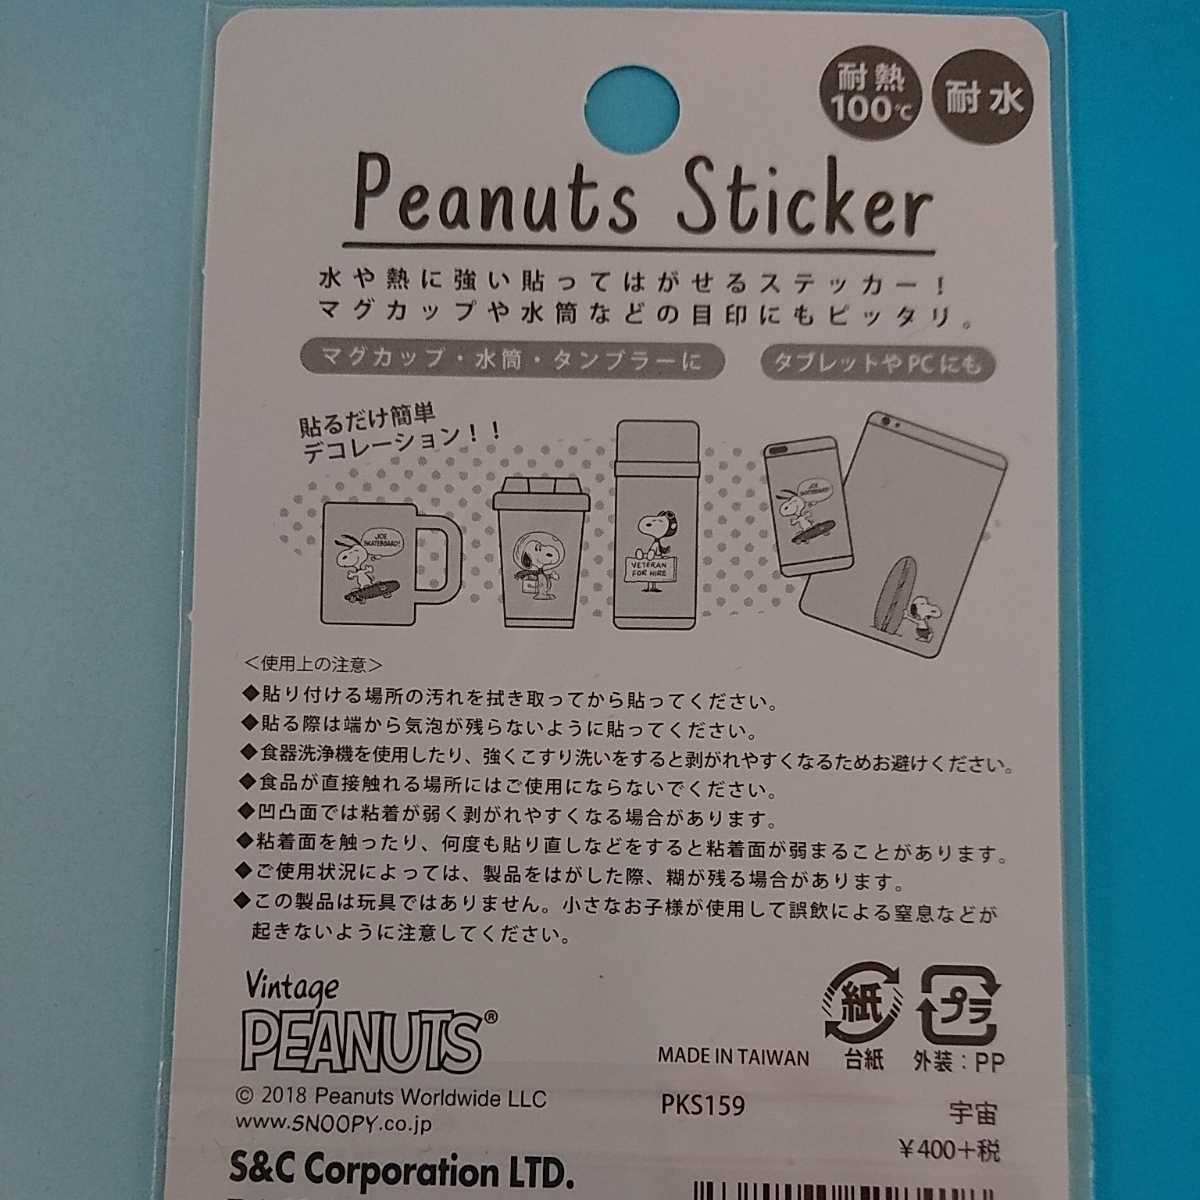 耐熱
100℃
耐水
Peanuts Sticker
水や熱に強い貼ってはがせるステッカー！
マグカップや水筒などの目印にもピッタリ。
マグカップ・水筒・タンブラーに
タブレットやPCにも
貼るだけ簡単
デコレーション！！
JOE
SKATEBOARD!
VETERAN
FOR HIRE
JOE
SKATEBOARD!
＜使用上の注意＞
◆貼り付ける場所の汚れを拭き取ってから貼ってください。
◆貼る際は端から気泡が残らないように貼ってください。
◆食器洗浄機を使用したり、強くこすり洗いをすると剥がれやすくなるためお避けください。
◆食品が直接触れる場所にはご使用にならないでください。
◆凹凸面では粘着が弱く剥がれやすくなる場合があります。
◆粘着面を触ったり、何度も貼り直しなどをすると粘着面が弱まることがあります。
◆ご使用状況によっては、製品をはがした際、糊が残る場合があります。
◆この製品は玩具ではありません。小さなお子様が使用して誤飲による窒息などが
起きないように注意してください。
Vintage
PEANUTS®
© 2018 Peanuts Worldwide LLC
www.SNOOPY.co.jp
S&C Corporation LTD.
MADE IN TAIWAN
紙
台紙
プラ
外装：PP
PKS159
宇宙
￥400+税